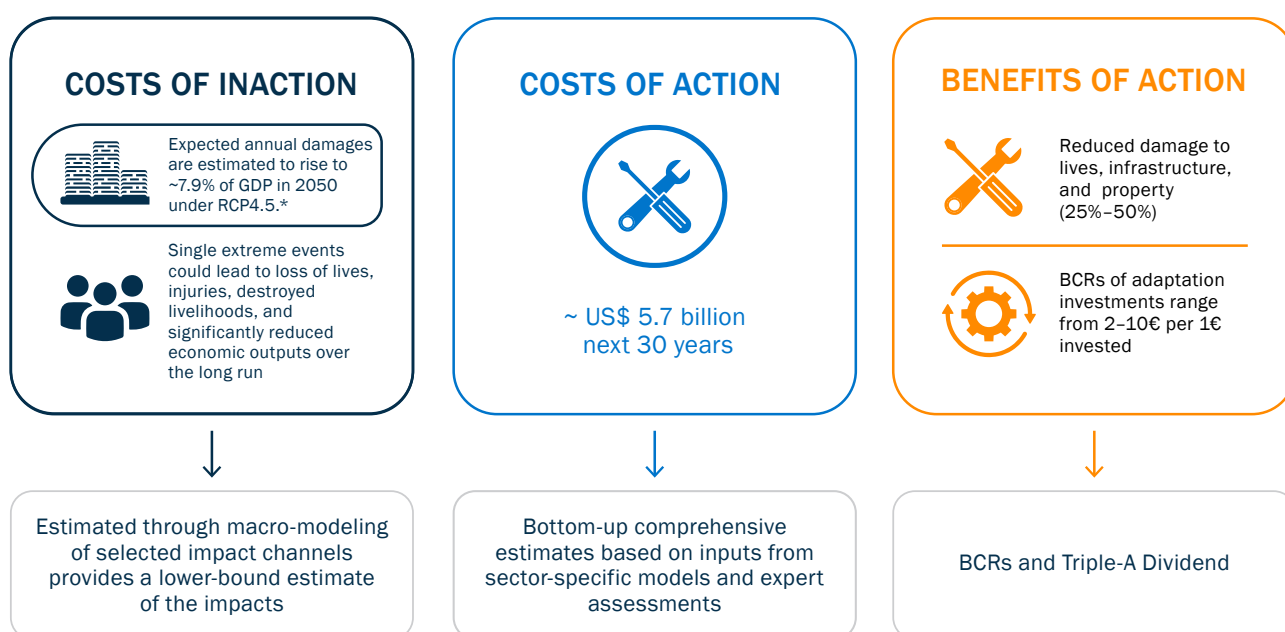 COSTS OF INACTION
Expected annual damages
are estimated to rise to
~7.9% of GDP in 2050
under RCP4.5.*
Single extreme events
could lead to loss of lives,
injuries, destroyed
livelihoods, and
significantly reduced
economic outputs over
the long run
Estimated through macro-modeling
of selected impact channels
provides a lower-bound estimate
of the impacts
COSTS OF ACTION
~ US$ 5.7 billion
next 30 years
Bottom-up comprehensive
estimates based on inputs from
sector-specific models and expert
assessments
BENEFITS OF ACTION
Reduced damage to
lives, infrastructure,
and property
(25%–50%)
BCRs of adaptation
investments range
from 2–10€ per 1€
invested
BCRs and Triple-A Dividend